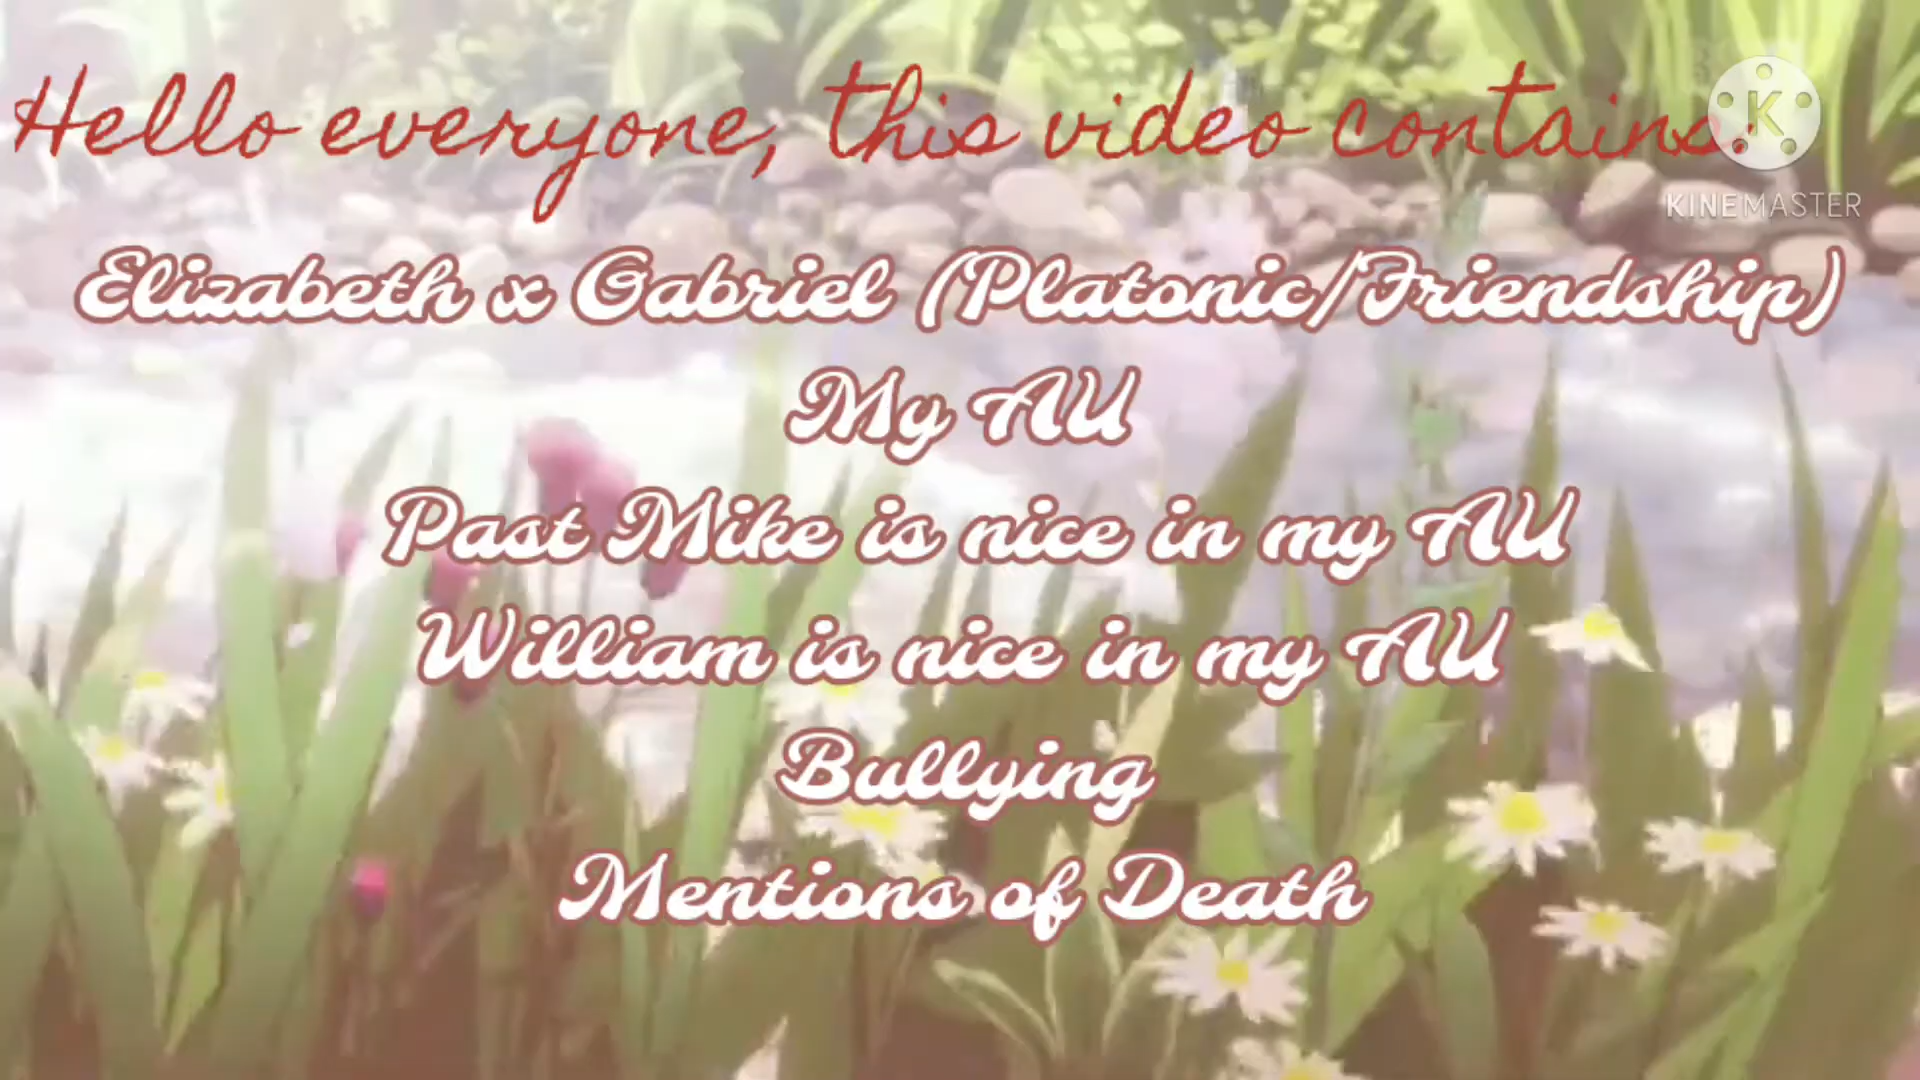 Hello everyone, this video contains:
KINEMASTER
Elizabeth x Gabriel (Platonic/Friendship)
My AU
Past Mike is nice in my AU
William is nice in my AU
Bullying
Mentions of Death